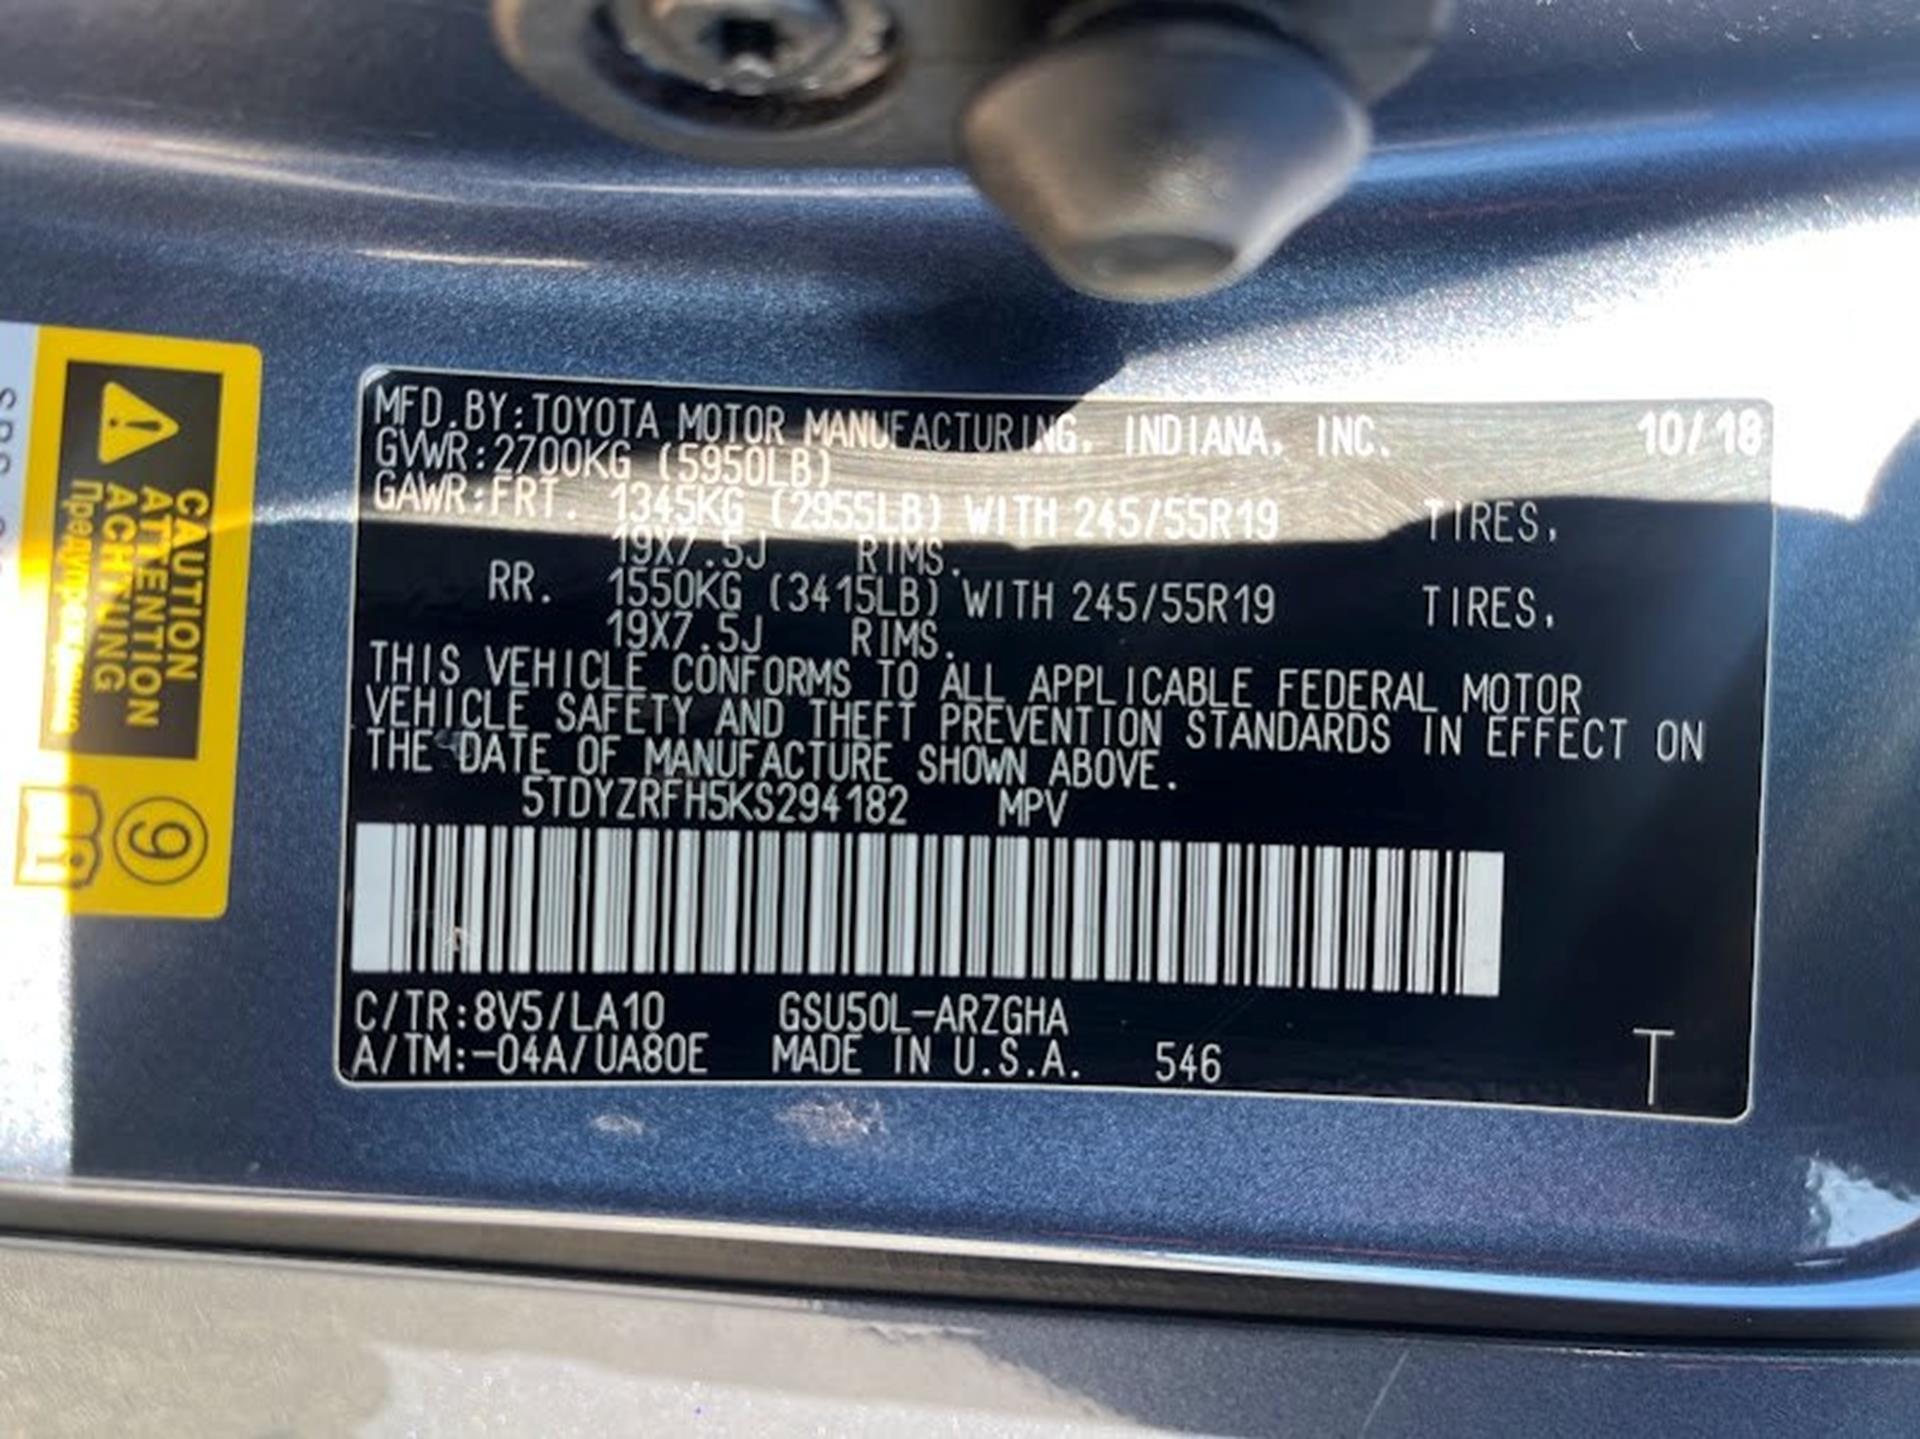 MFD.BY:TOYOTA MOTOR MANUFACTURING, INDIANA, INC. 10/18
GVWR:2700KG (5950LB)
GAWR:FRT. 1345KG (2955LB) WITH 245/55R19 TIRES,
19X7.5J RIMS.
RR. 1550KG (3415LB) WITH 245/55R19 TIRES,
19X7.5J RIMS.
THIS VEHICLE CONFORMS TO ALL APPLICABLE FEDERAL MOTOR
VEHICLE SAFETY AND THEFT PREVENTION STANDARDS IN EFFECT ON
THE DATE OF MANUFACTURE SHOWN ABOVE.
5TDYZRFH5KS294182 MPV
C/TR:8V5/LA10 GSU50L-ARZGHA
A/TM:-04A/UA80E MADE IN U.S.A. 546 T
CAUTION
ATTENTION
ACHTUNG
9
SRS